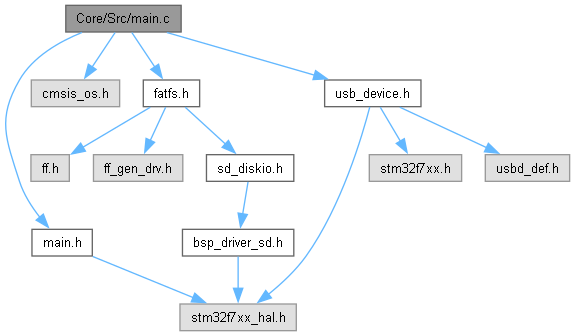 Core/Src/main.c
cmsis_os.h
fatfs.h
usb_device.h
ff.h
ff_gen_drv.h
sd_diskio.h
stm32f7xx.h
usbd_def.h
main.h
bsp_driver_sd.h
stm32f7xx_hal.h